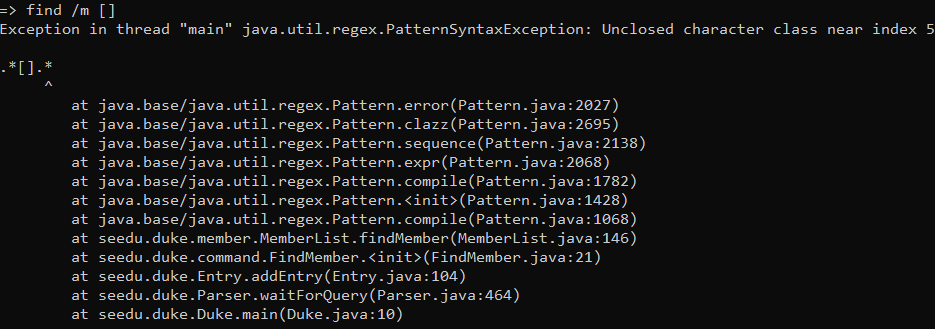 => find /m []
Exception in thread "main" java.util.regex.PatternSyntaxException: Unclosed character class near index 5
.*[].*
^
at java.base/java.util.regex.Pattern.error(Pattern.java:2027)
at java.base/java.util.regex.Pattern.clazz(Pattern.java:2695)
at java.base/java.util.regex.Pattern.sequence(Pattern.java:2138)
at java.base/java.util.regex.Pattern.expr(Pattern.java:2068)
at java.base/java.util.regex.Pattern.compile(Pattern.java:1782)
at java.base/java.util.regex.Pattern.<init>(Pattern.java:1428)
at java.base/java.util.regex.Pattern.compile(Pattern.java:1068)
at seedu.duke.member.MemberList.findMember(MemberList.java:146)
at seedu.duke.command.FindMember.<init>(FindMember.java:21)
at seedu.duke.Entry.addEntry(Entry.java:104)
at seedu.duke.Parser.waitForQuery(Parser.java:464)
at seedu.duke.Duke.main(Duke.java:10)